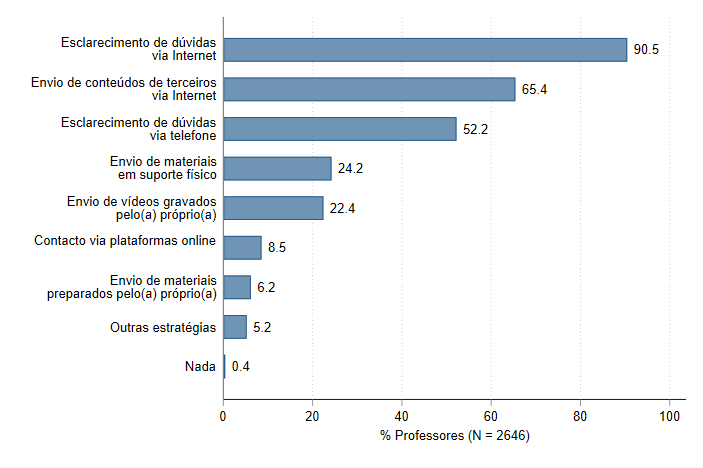 Esclarecimento de dúvidas
via Internet
90.5
Envio de conteúdos de terceiros
via Internet
65.4
Esclarecimento de dúvidas
via telefone
52.2
Envio de materiais
em suporte físico
24.2
Envio de vídeos gravados
pelo(a) próprio(a)
22.4
Contacto via plataformas online
8.5
Envio de materiais
preparados pelo(a) próprio(a)
6.2
Outras estratégias
5.2
Nada
0.4
0 20 40 60 80 100
% Professores (N = 2646)